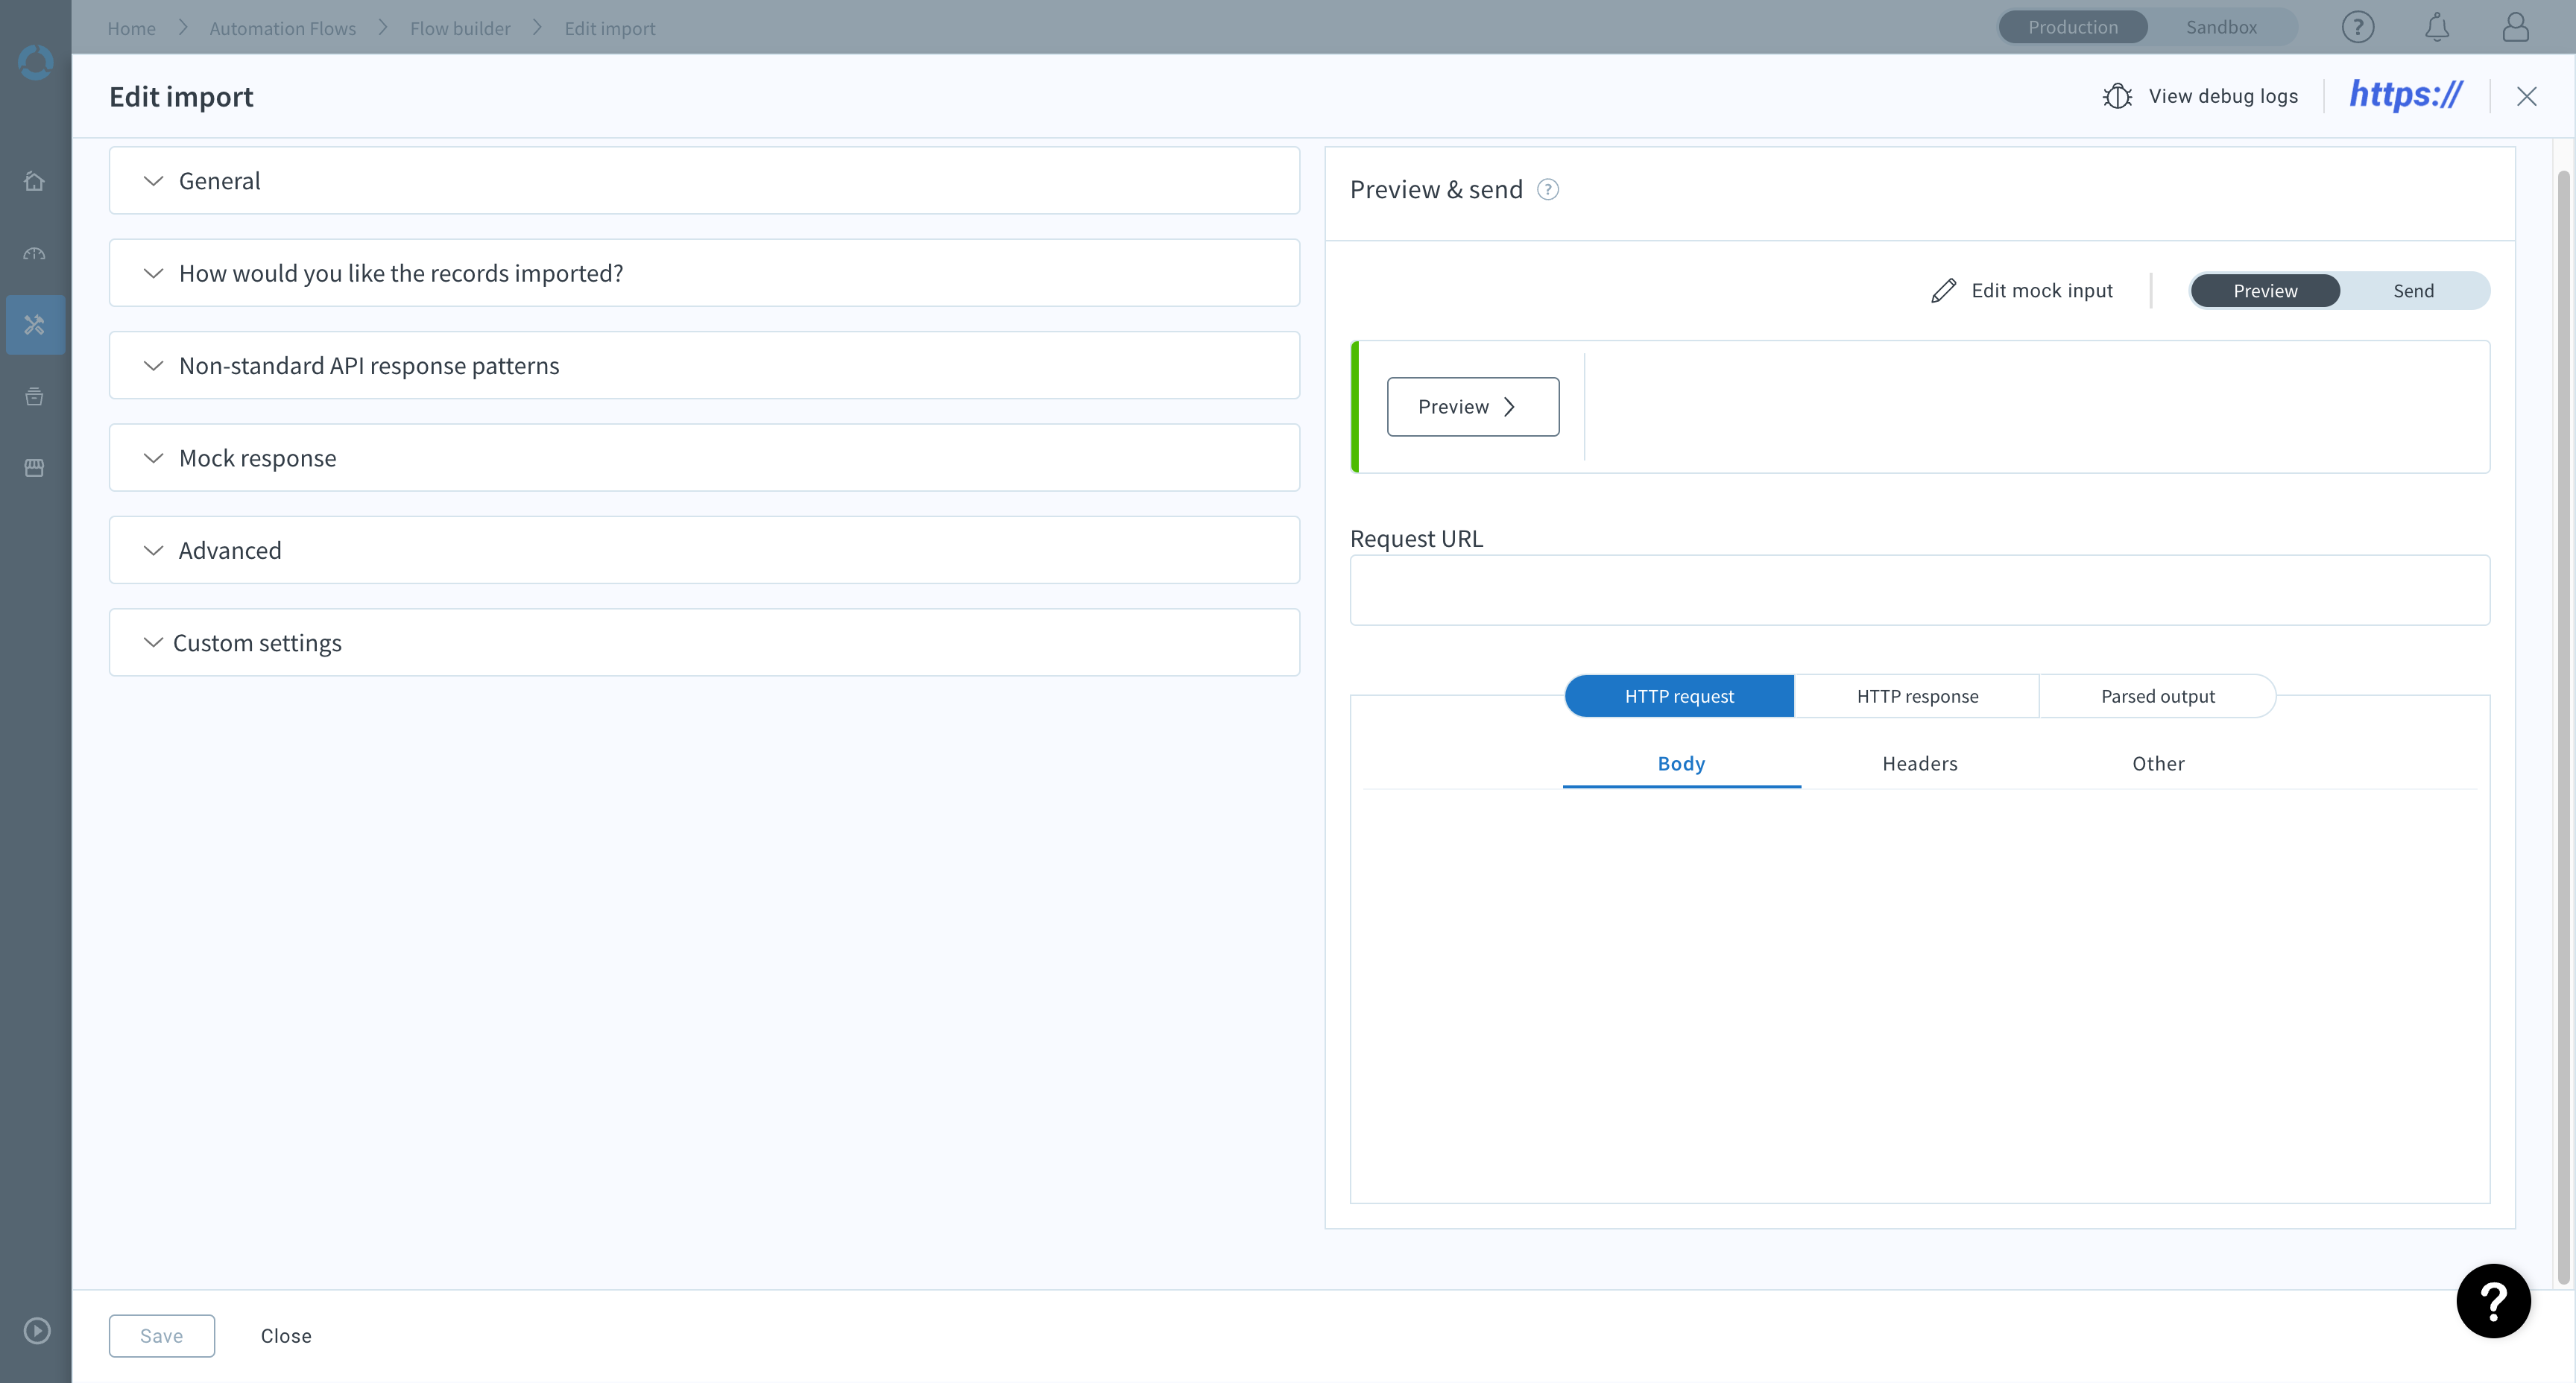 Home > Automation Flows > Flow builder > Edit import
Production Sandbox ?
Edit import
View debug logs
https://
General
How would you like the records imported?
Non-standard API response patterns
Mock response
Advanced
Custom settings
Preview & send ?
Edit mock input
Preview Send
Preview >
Request URL
HTTP request HTTP response Parsed output
Body Headers Other
Save Close
?